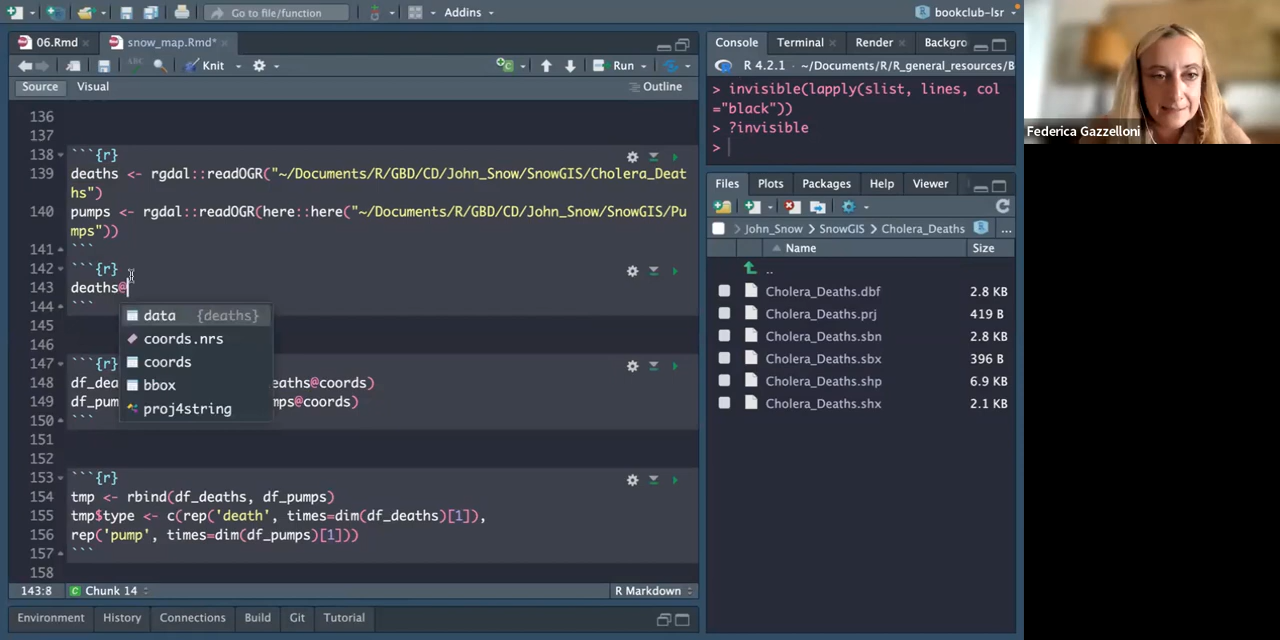 Go to file/function
Addins
bookclub-lsr
06.Rmd
snow_map.Rmd*
Knit
Run
Source
Visual
Outline
136
137
138 ```{r}
139 deaths <- rgdal::readOGR("~/Documents/R/GBD/CD/John_Snow/SnowGIS/Cholera_Deat
hs")
140 pumps <- rgdal::readOGR(here::here("~/Documents/R/GBD/CD/John_Snow/SnowGIS/Pu
mps"))
141 ```
142 ```{r}
143 deaths@
144 ```
data {deaths}
coords.nrs
coords
bbox
proj4string
145
146
147 ```{r}
148 df_dea eaths@coords)
149 df_pum mps@coords)
150 ```
151
152
153 ```{r}
154 tmp <- rbind(df_deaths, df_pumps)
155 tmp$type <- c(rep('death', times=dim(df_deaths)[1]),
156 rep('pump', times=dim(df_pumps)[1]))
157 ```
158
143:8 Chunk 14 R Markdown
Environment History Connections Build Git Tutorial
Console Terminal Render Backgro
R 4.2.1 · ~/Documents/R/R_general_resources/B
> invisible(lapply(slist, lines, col
="black"))
> ?invisible
>
Files Plots Packages Help Viewer
John_Snow SnowGIS Cholera_Deaths ...
Name Size
..
Cholera_Deaths.dbf 2.8 KB
Cholera_Deaths.prj 419 B
Cholera_Deaths.sbn 2.8 KB
Cholera_Deaths.sbx 396 B
Cholera_Deaths.shp 6.9 KB
Cholera_Deaths.shx 2.1 KB
Federica Gazzelloni